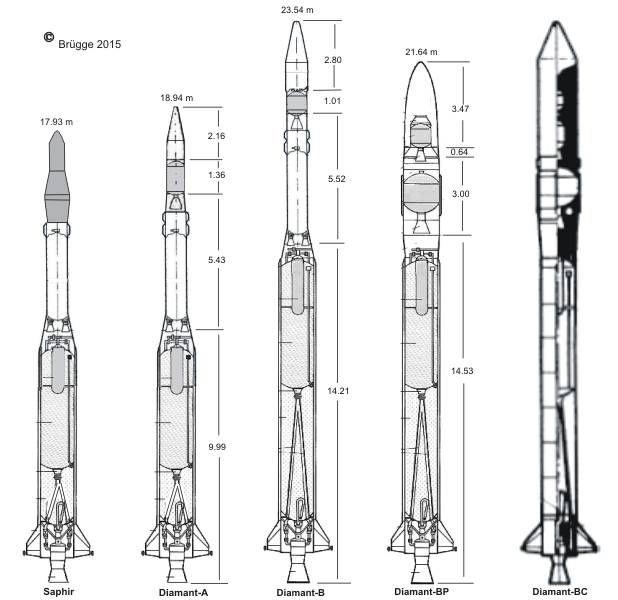 © Brügge 2015
17.93 m
18.94 m
2.16
1.36
5.43
9.99
23.54 m
2.80
1.01
5.52
14.21
21.64 m
3.47
0.64
3.00
14.53
Saphir
Diamant-A
Diamant-B
Diamant-BP
Diamant-BC